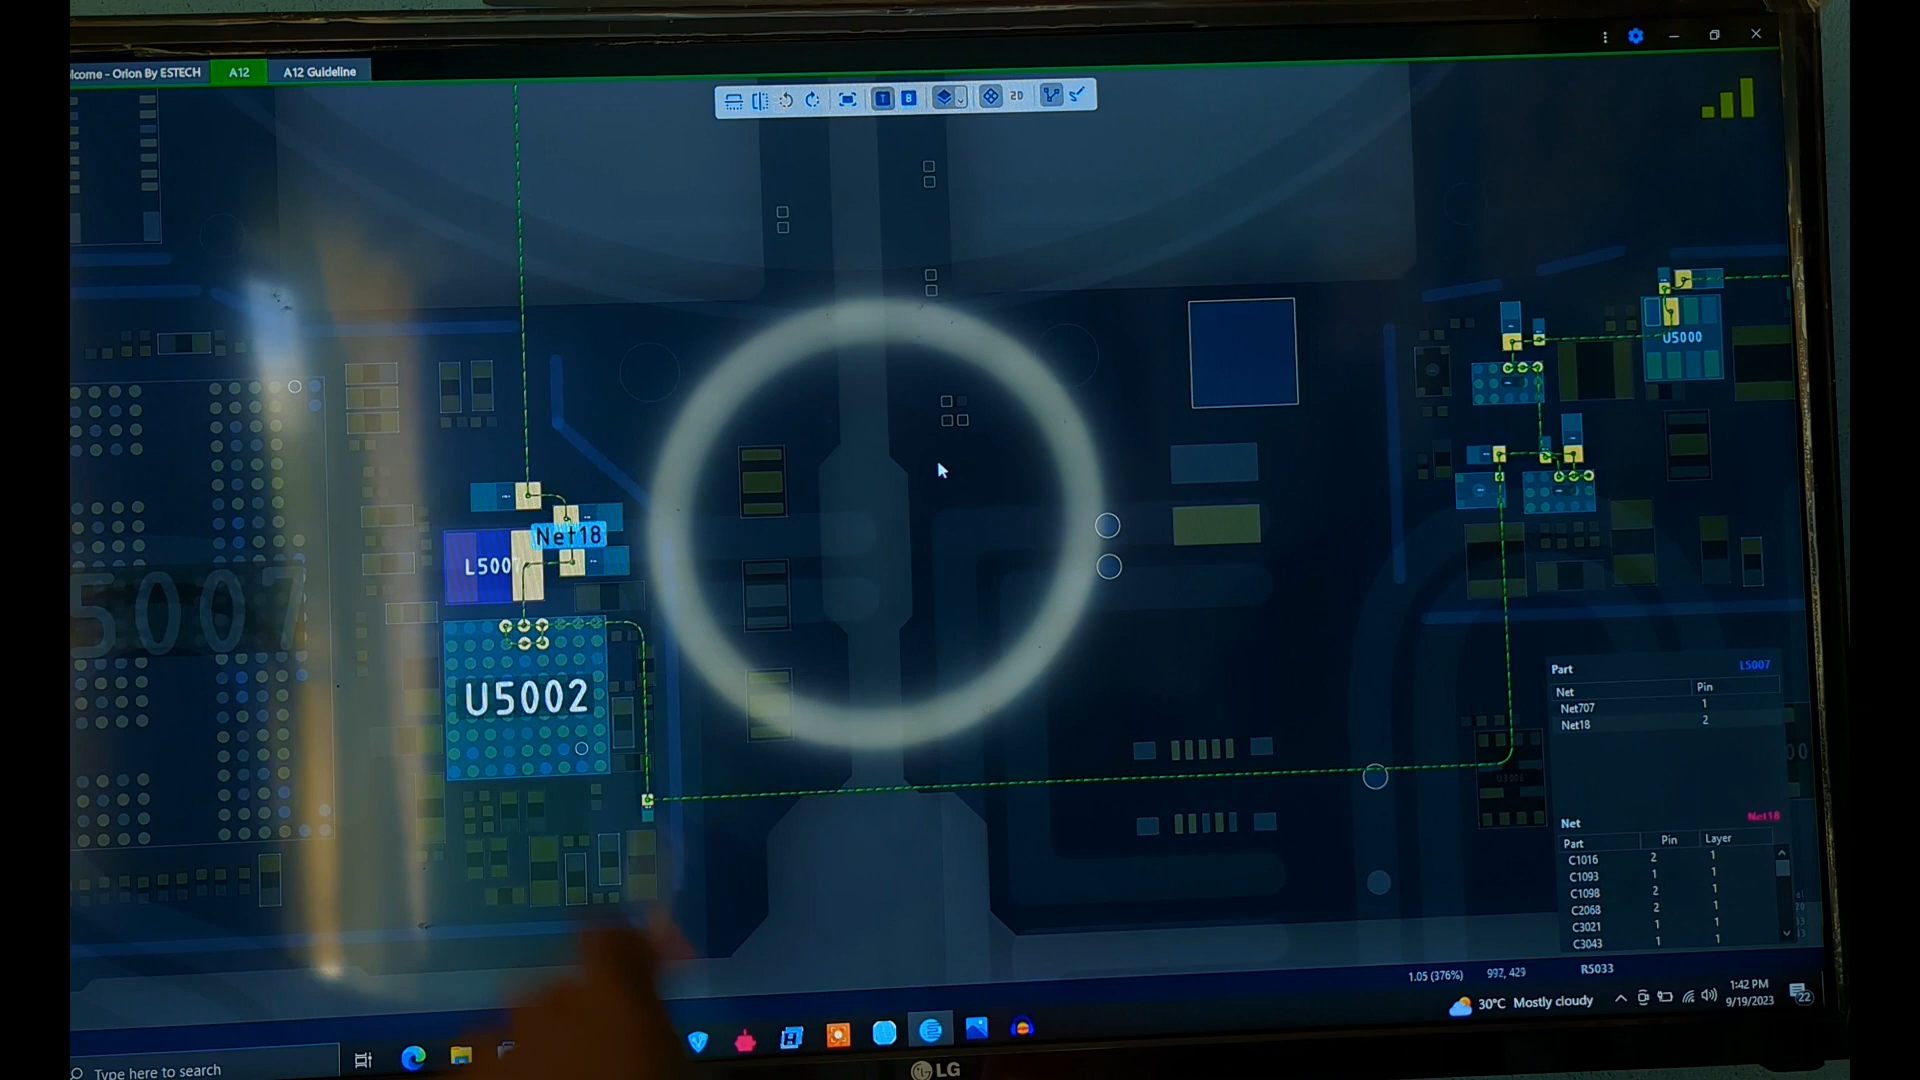 lcome - Orion By ESTECH
A12
A12 Guideline
T
B
2D
U5000
Net18
L500
5007
U5002
Part
L5007
Net
Pin
Net707
1
Net18
2
Net
Net18
Part
Pin
Layer
C1016
2
1
C1093
1
1
C1098
2
1
C2068
2
1
C3021
1
1
C3043
1
1
1.05 (376%)
992, 429
R5033
30°C Mostly cloudy
1:42 PM
9/19/2023
22
Type here to search
LG